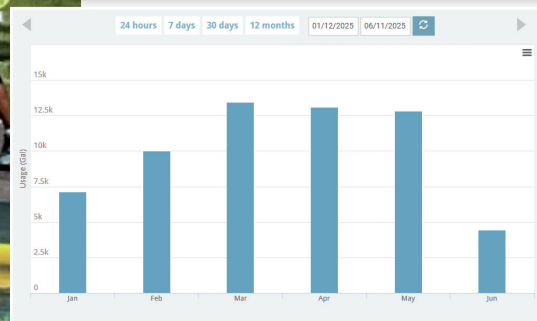 24 hours 7 days 30 days 12 months 01/12/2025 06/11/2025
15k
12.5k
10k
7.5k
5k
2.5k
0
Usage (Gal)
Jan Feb Mar Apr May Jun